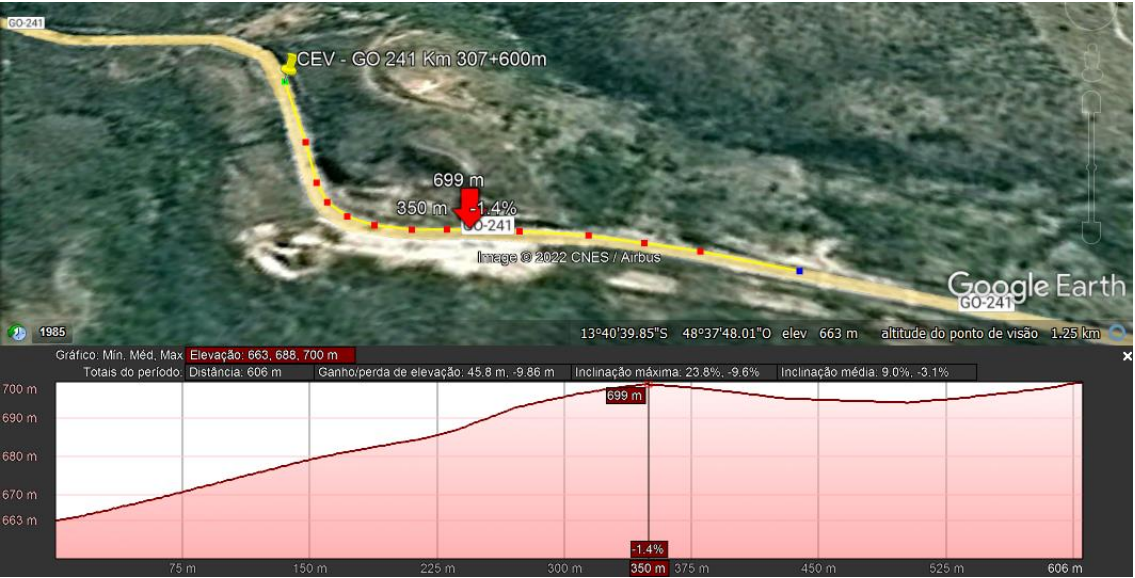 GO-241
CEV - GO 241 Km 307+600m
699 m
350 m -1.4%
GO-241
Image © 2022 CNES / Airbus
Google Earth
GO-241
1985
13°40'39.85"S 48°37'48.01"O elev 663 m altitude do ponto de visão 1.25 km
Gráfico: Mín. Méd. Max Elevação: 663, 688, 700 m
Totais do período: Distância: 606 m Ganho/perda de elevação: 45.8 m, -9.86 m Inclinação máxima: 23.8%, -9.6% Inclinação média: 9.0%, -3.1%
700 m
699 m
690 m
680 m
670 m
663 m
-1.4%
75 m 150 m 225 m 300 m 350 m 375 m 450 m 525 m 606 m